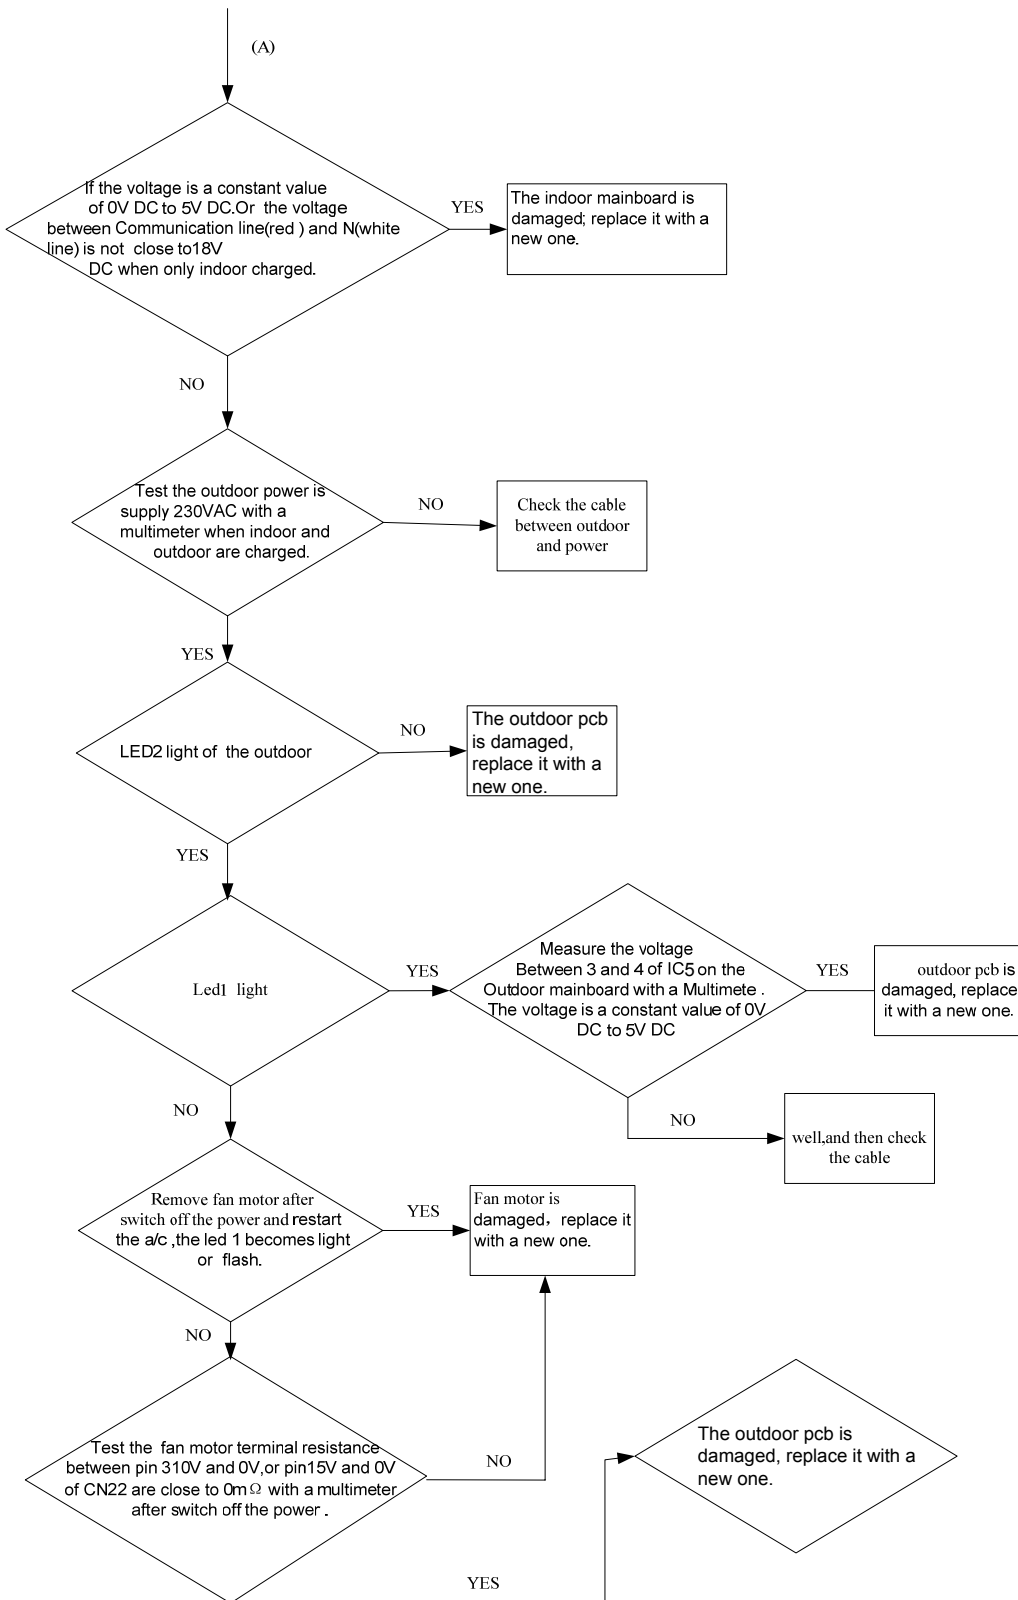 (A)
If the voltage is a constant value
of 0V DC to 5V DC.Or the voltage
between Communication line(red ) and N(white
line) is not close to18V
DC when only indoor charged.
YES
The indoor mainboard is
damaged; replace it with a
new one.
NO
Test the outdoor power is
supply 230VAC with a
multimeter when indoor and
outdoor are charged.
NO
Check the cable
between outdoor
and power
YES
LED2 light of the outdoor
NO
The outdoor pcb
is damaged,
replace it with a
new one.
YES
Led1 light
YES
Measure the voltage
Between 3 and 4 of IC5 on the
Outdoor mainboard with a Multimete .
The voltage is a constant value of 0V
DC to 5V DC
YES
outdoor pcb is
damaged, replace
it with a new one.
NO
well,and then check
the cable
NO
Remove fan motor after
switch off the power and restart
the a/c ,the led 1 becomes light
or flash.
YES
Fan motor is
damaged, replace it
with a new one.
NO
Test the fan motor terminal resistance
between pin 310V and 0V,or pin15V and 0V
of CN22 are close to 0mΩ with a multimeter
after switch off the power .
NO
The outdoor pcb is
damaged, replace it with a
new one.
YES